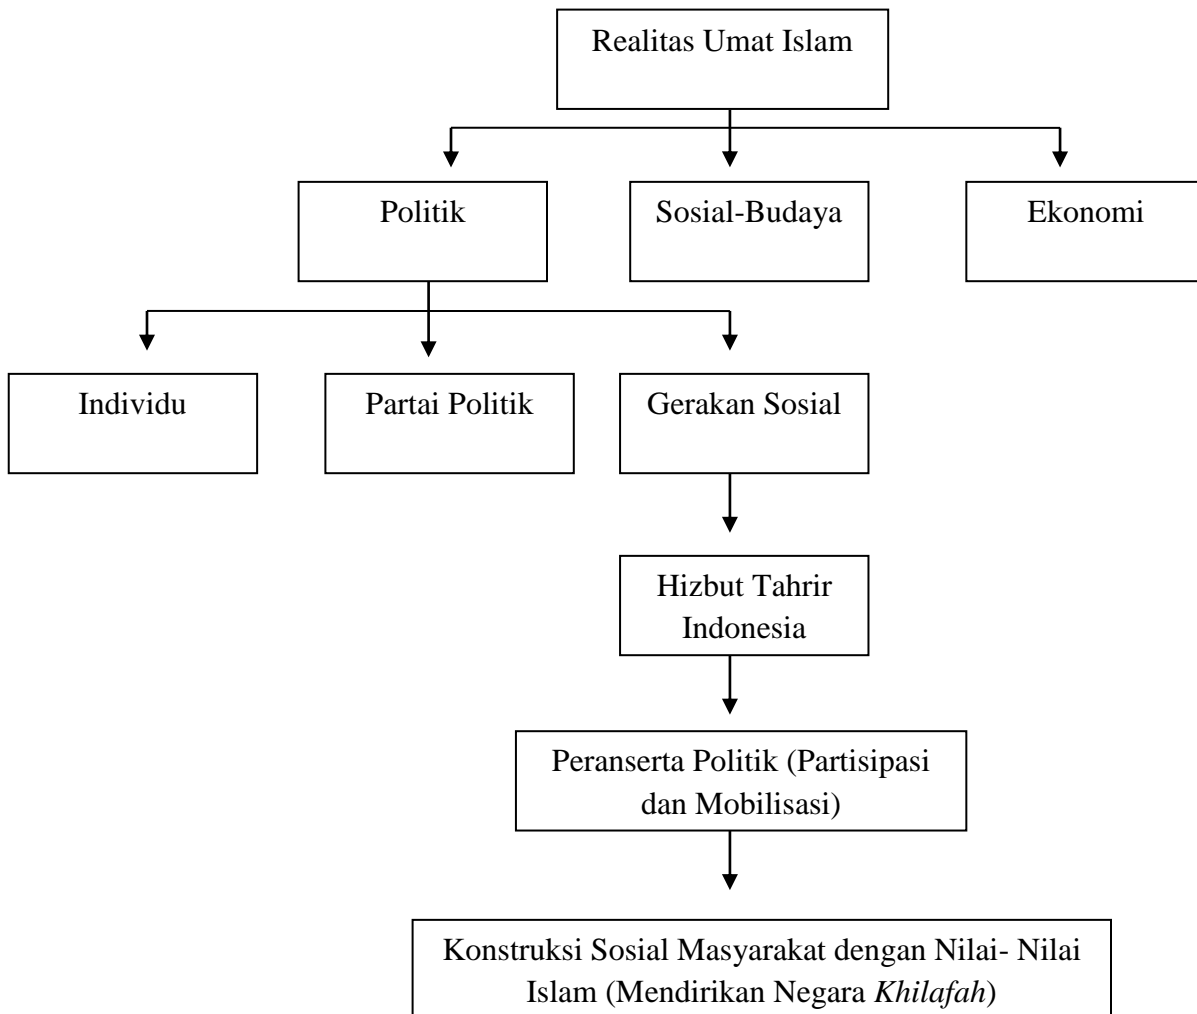 Realitas Umat Islam
Politik
Sosial-Budaya
Ekonomi
Individu
Partai Politik
Gerakan Sosial
Hizbut Tahrir
Indonesia
Peranserta Politik (Partisipasi
dan Mobilisasi)
Konstruksi Sosial Masyarakat dengan Nilai- Nilai
Islam (Mendirikan Negara Khilafah)